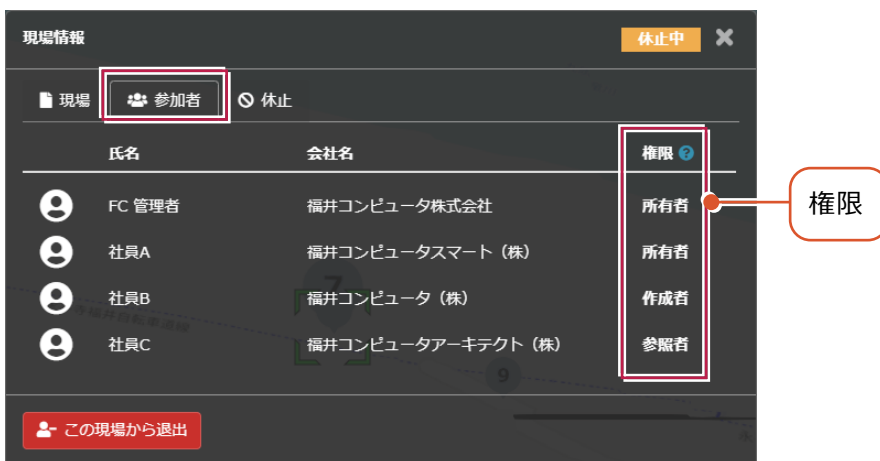 現場情報 休止中
現場 参加者 休止
氏名 会社名 権限
FC 管理者 福井コンピュータ株式会社 所有者
権限
社員A 福井コンピュータスマート（株） 所有者
7
社員B 福井コンピュータ（株） 作成者
社員C 福井コンピュータアーキテクト（株） 参照者
9
この現場から退出